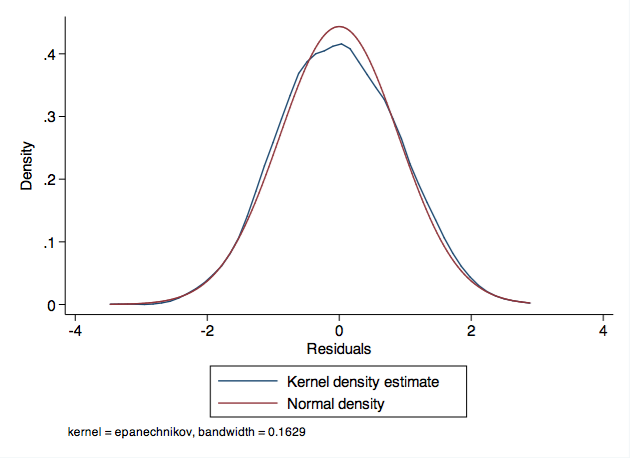 .4
.3
.2
.1
0
Density
-4 -2 0 2 4
Residuals
Kernel density estimate
Normal density
kernel = epanechnikov, bandwidth = 0.1629